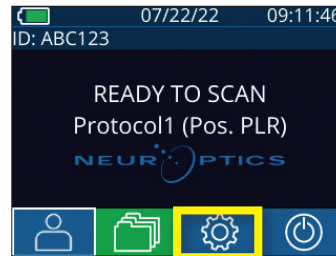 07/22/22 09:11:46
ID: ABC123
READY TO SCAN
Protocol1 (Pos. PLR)
NEUROPTICS